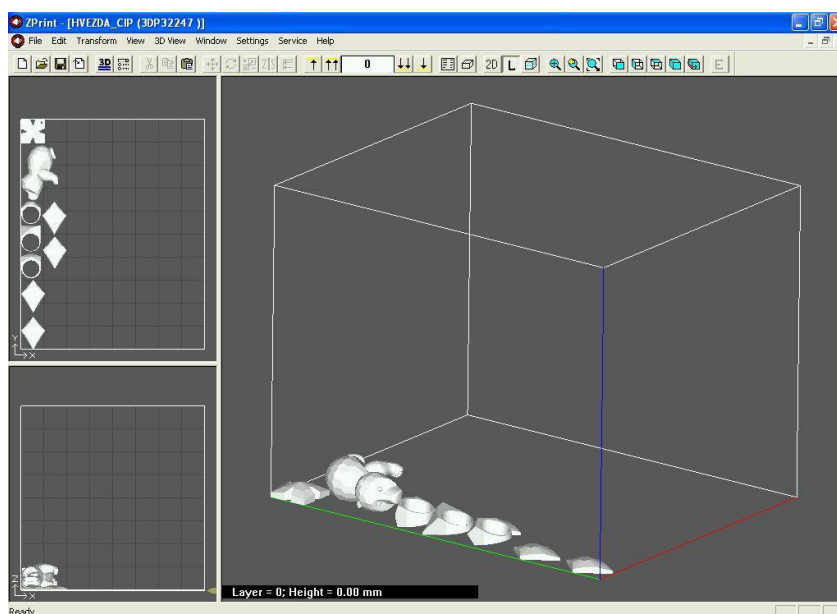 ZPrint - [HVEZDA_CIP (3DP32247 )]
File Edit Transform View 3D View Window Settings Service Help
3D 0 2D L E
Y
X
Z
X
Layer = 0; Height = 0.00 mm
Ready